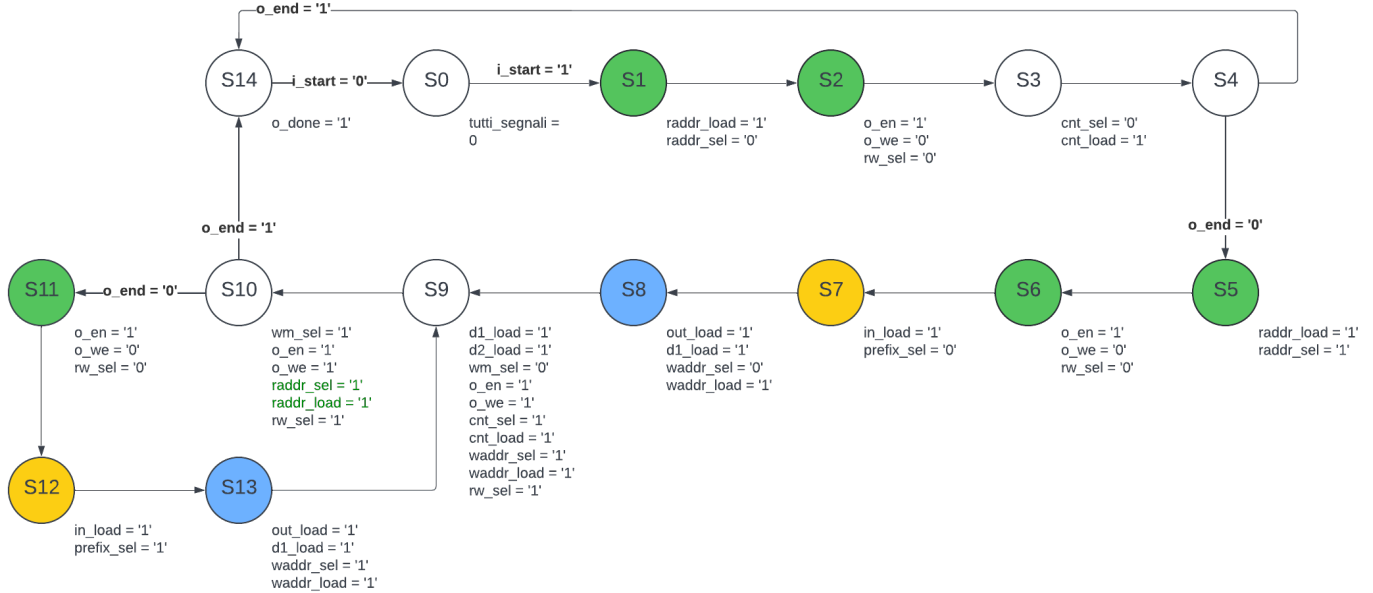 o_end = '1'
S14
i_start = '0'
S0
i_start = '1'
S1
S2
S3
S4
o_done = '1'
tutti_segnali =
0
raddr_load = '1'
raddr_sel = '0'
o_en = '1'
o_we = '0'
rw_sel = '0'
cnt_sel = '0'
cnt_load = '1'
o_end = '1'
o_end = '0'
S11
o_end = '0'
S10
S9
S8
S7
S6
S5
o_en = '1'
o_we = '0'
rw_sel = '0'
wm_sel = '1'
o_en = '1'
o_we = '1'
raddr_sel = '1'
raddr_load = '1'
rw_sel = '1'
d1_load = '1'
d2_load = '1'
wm_sel = '0'
o_en = '1'
o_we = '1'
cnt_sel = '1'
cnt_load = '1'
waddr_sel = '1'
waddr_load = '1'
rw_sel = '1'
out_load = '1'
d1_load = '1'
waddr_sel = '0'
waddr_load = '1'
in_load = '1'
prefix_sel = '0'
o_en = '1'
o_we = '0'
rw_sel = '0'
raddr_load = '1'
raddr_sel = '1'
S12
S13
in_load = '1'
prefix_sel = '1'
out_load = '1'
d1_load = '1'
waddr_sel = '1'
waddr_load = '1'